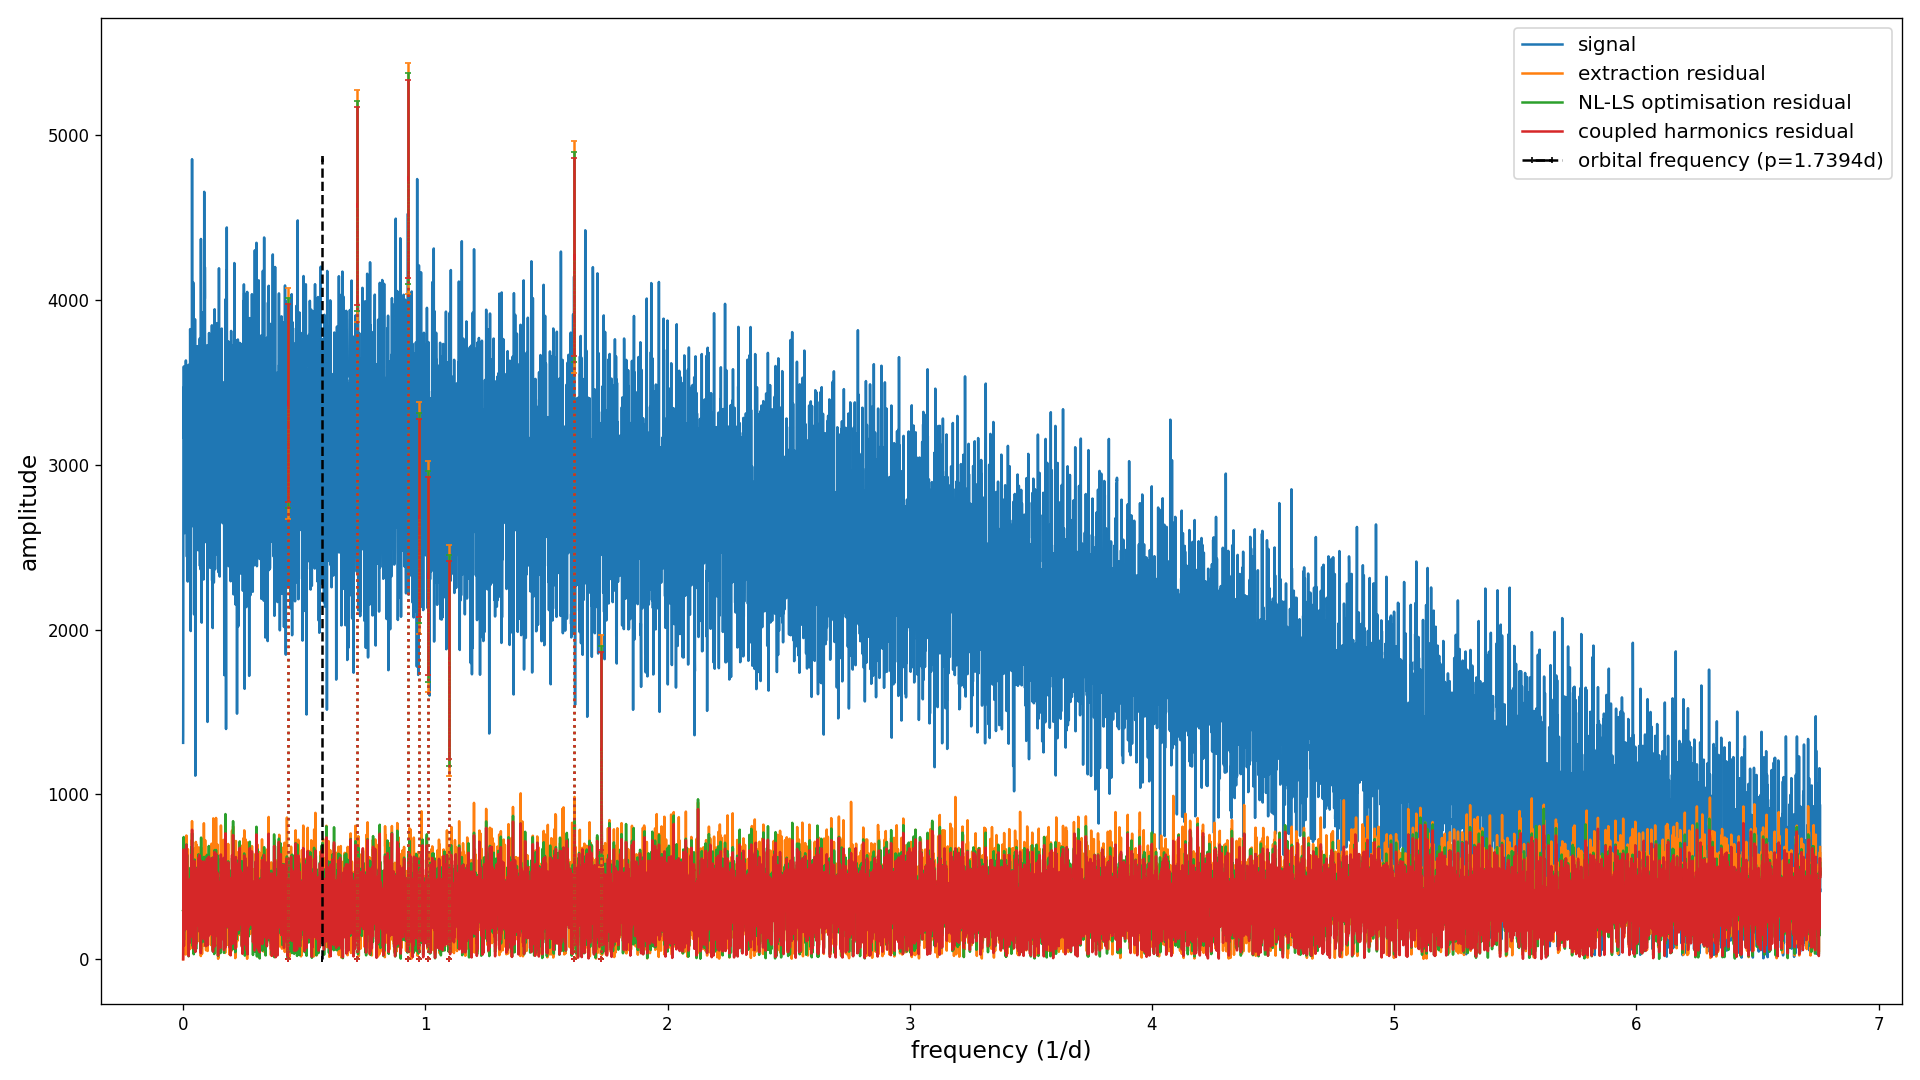 signal
extraction residual
NL-LS optimisation residual
coupled harmonics residual
orbital frequency (p=1.7394d)
amplitude
5000
4000
3000
2000
1000
0
0 1 2 3 4 5 6 7
frequency (1/d)